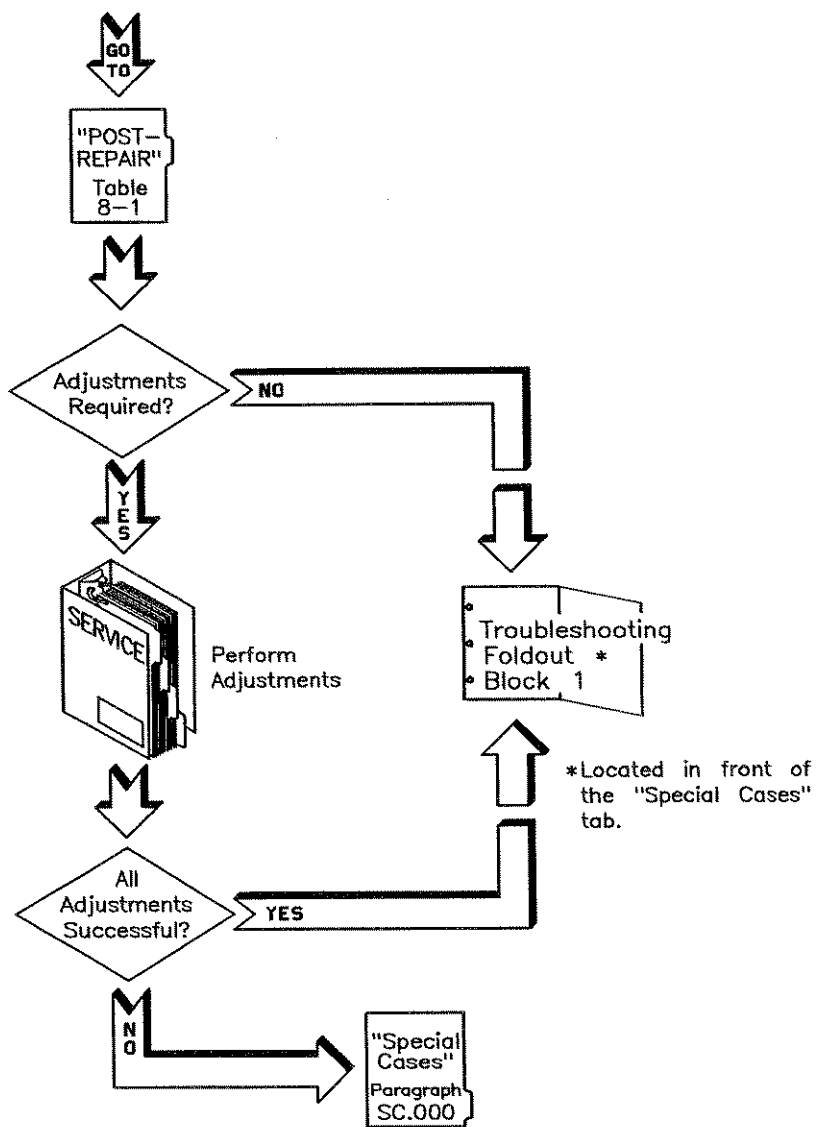 GO
TO
"POST-
REPAIR"
Table
8-1
Adjustments
Required?
NO
YES
SERVICE
Perform
Adjustments
Troubleshooting
Foldout *
Block 1
*Located in front of
the "Special Cases"
tab.
All
Adjustments
Successful?
YES
NO
"Special
Cases"
Paragraph
SC.000